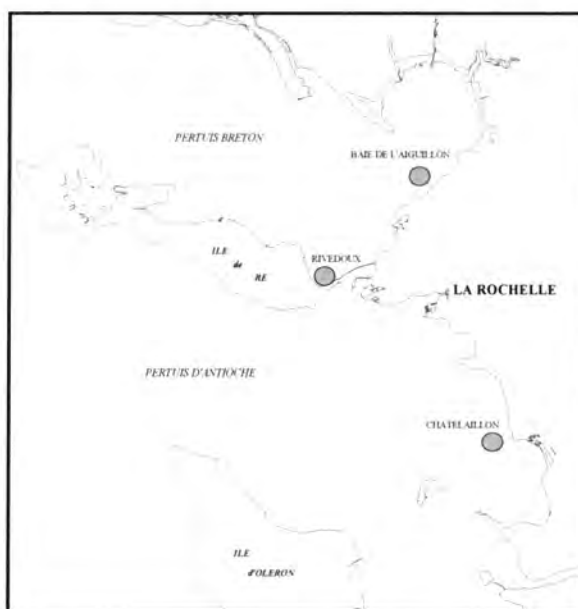 PERTUIS BRETON
BAIE DE L'AIGUILLON
ILE
de
RE
RIVEDOUX
LA ROCHELLE
PERTUIS D'ANTIOCHE
CHATELAILLON
ILE
d'OLERON